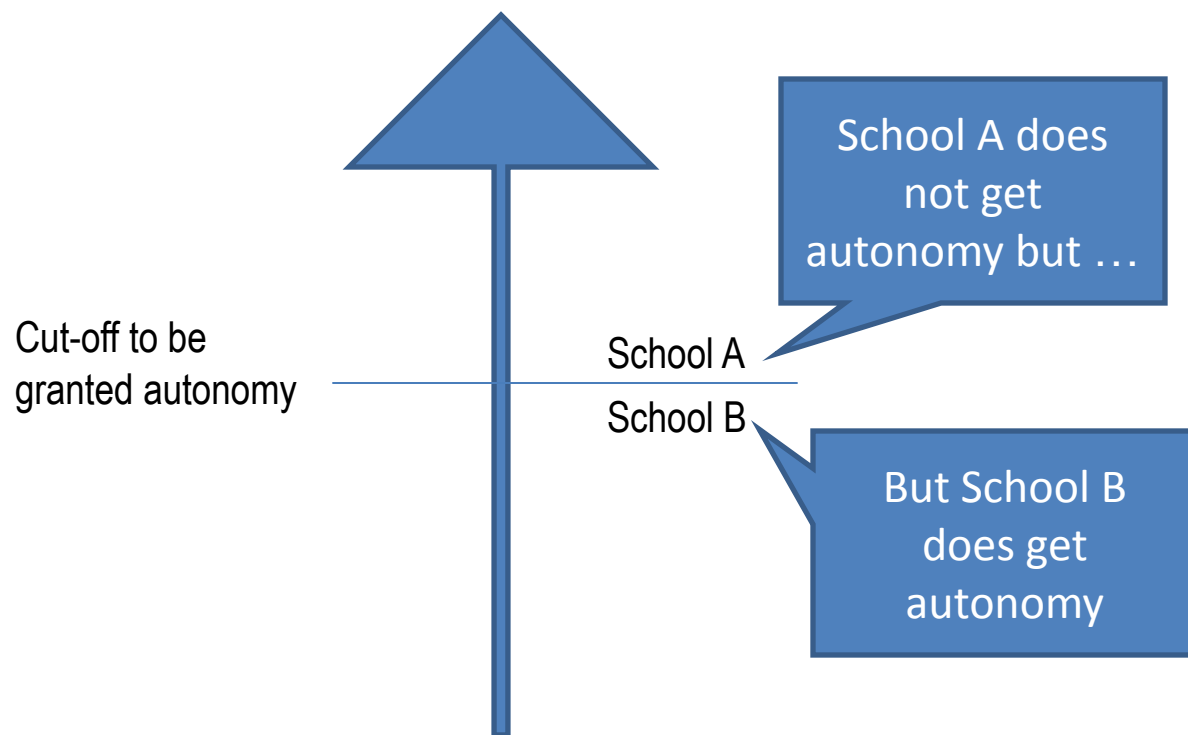 School A does
not get
autonomy but …
Cut-off to be
granted autonomy
School A
School B
But School B
does get
autonomy